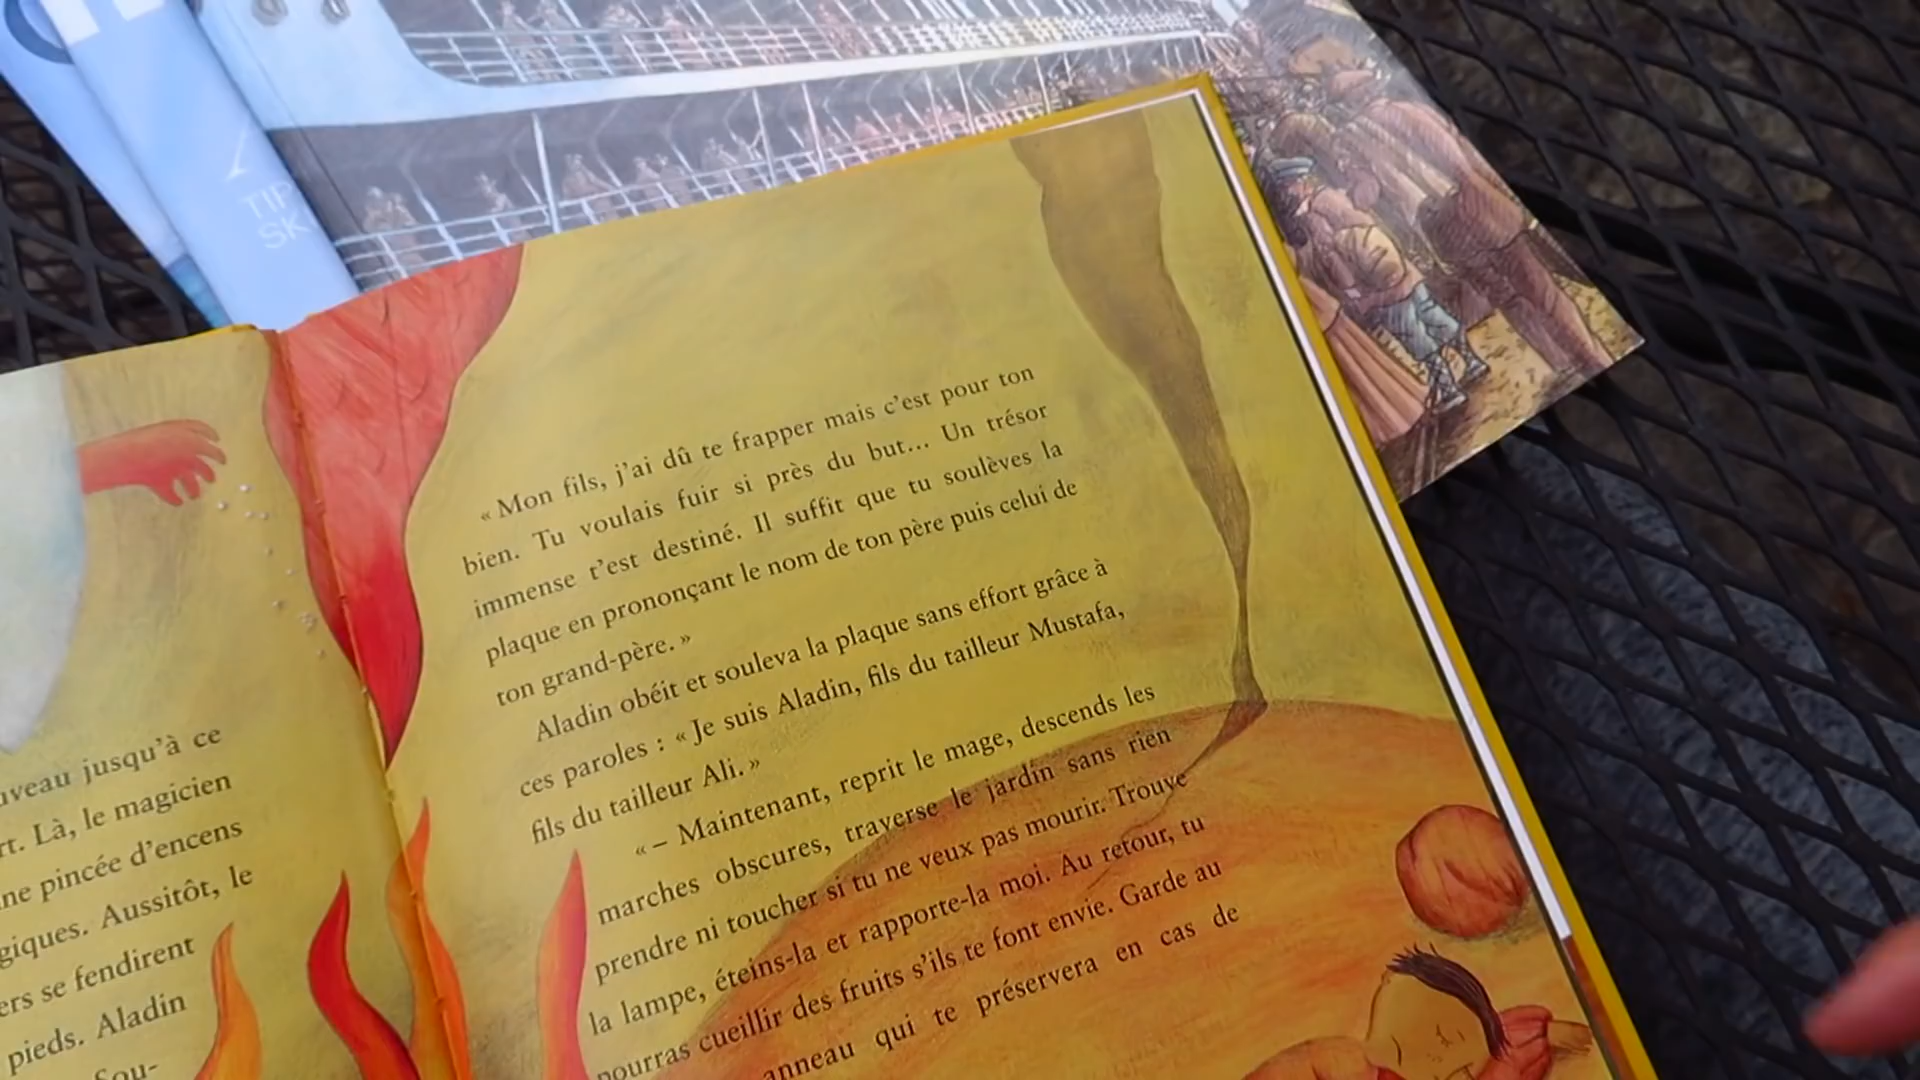 TIP
SK
uveau jusqu'à ce
rt. Là, le magicien
ne pincée d'encens
giques. Aussitôt, le
ers se fendirent
pieds. Aladin
Sou-
« Mon fils, j'ai dû te frapper mais c'est pour ton
bien. Tu voulais fuir si près du but... Un trésor
immense t'est destiné. Il suffit que tu soulèves la
plaque en prononçant le nom de ton père puis celui de
ton grand-père. »
Aladin obéit et souleva la plaque sans effort grâce à
ces paroles : « Je suis Aladin, fils du tailleur Mustafa,
fils du tailleur Ali. »
« – Maintenant, reprit le mage, descends les
marches obscures, traverse le jardin sans rien
prendre ni toucher si tu ne veux pas mourir. Trouve
la lampe, éteins-la et rapporte-la moi. Au retour, tu
pourras cueillir des fruits s'ils te font envie. Garde au
anneau qui te préservera en cas de